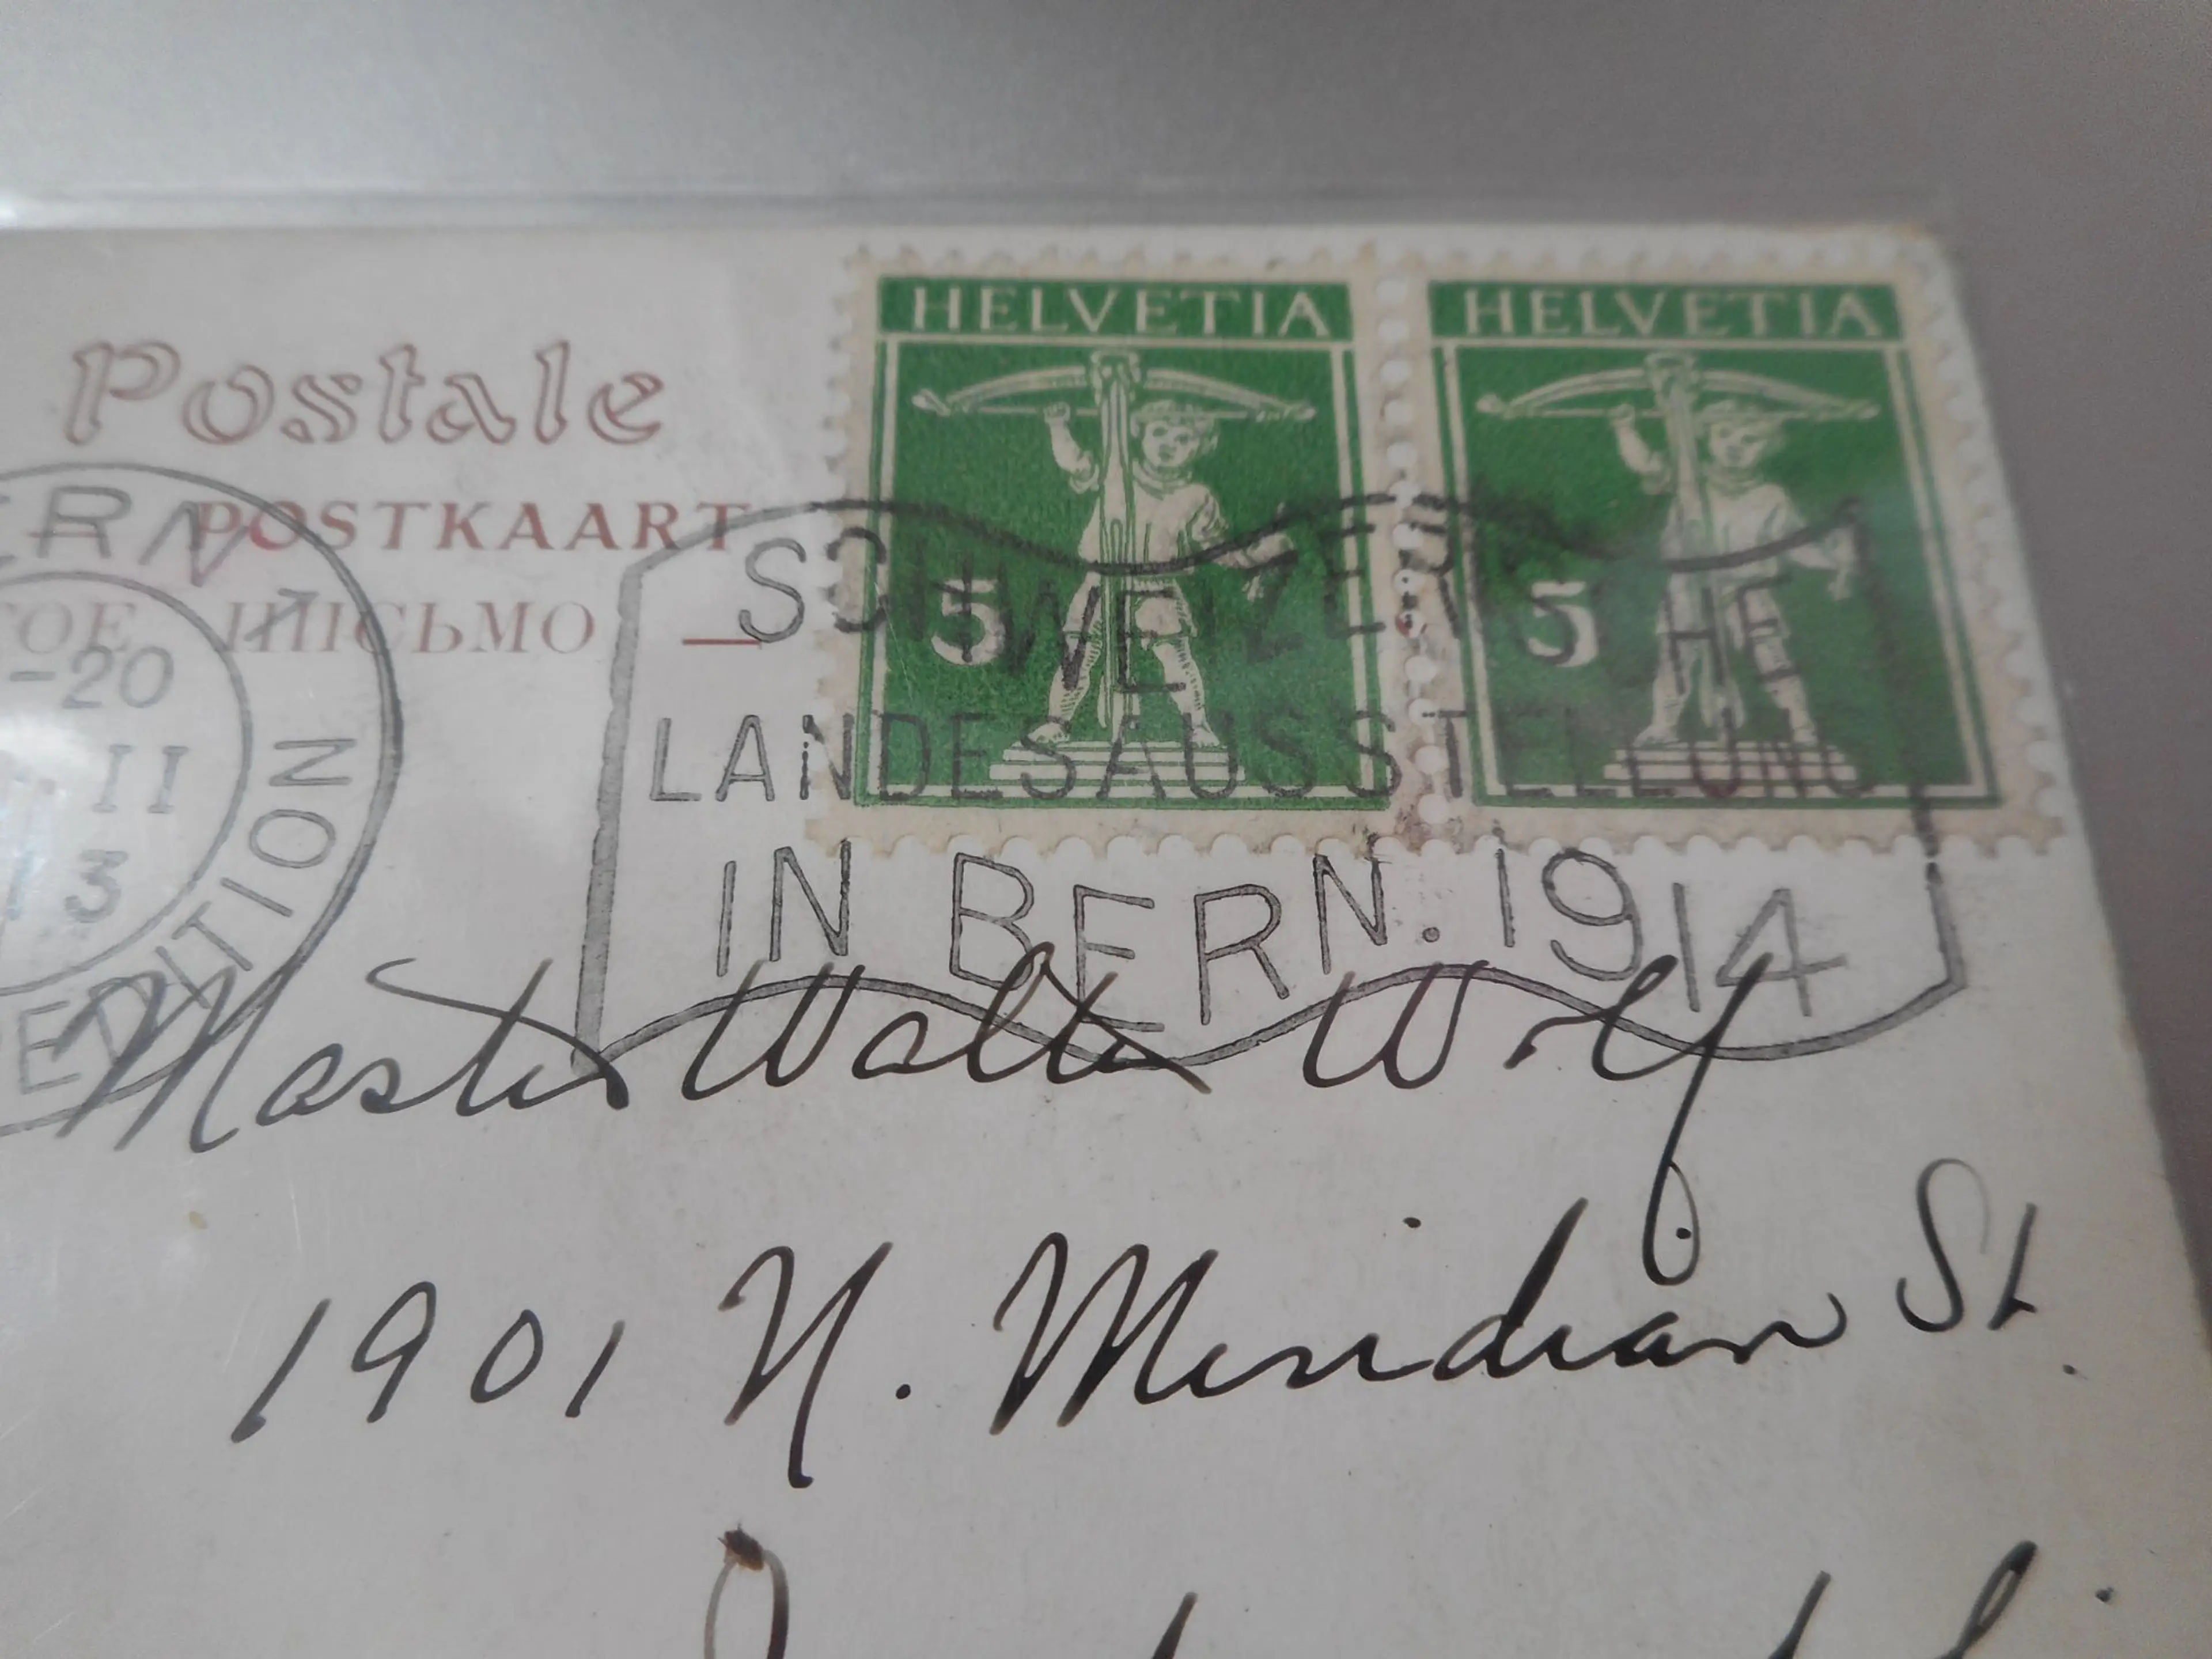 HELVETIA HELVETIA
Postale
POSTKAART
ПИСЬМО
5 5
-20
II
3
SCHWEIZERISCHE
LANDESAUSSTELLUNG
IN BERN. 1914
Master Walter Wolf
1901 N. Meridian St.